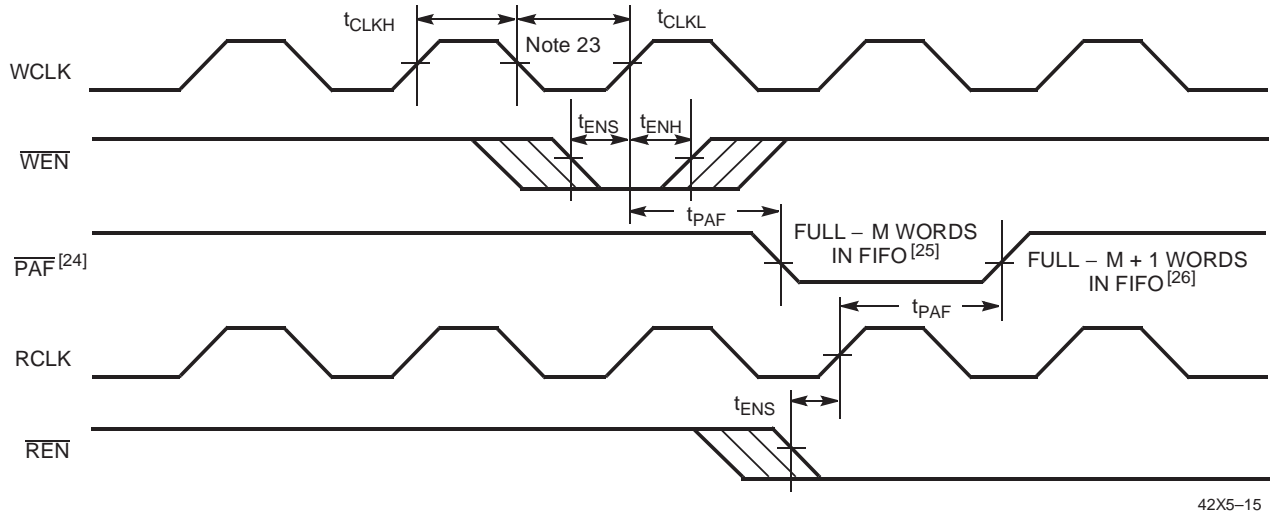 tCLKH
tCLKL
Note 23
WCLK
tENS
tENH
WEN
tPAF
FULL – M WORDS
IN FIFO[25]
PAF[24]
FULL – M + 1 WORDS
IN FIFO[26]
tPAF
RCLK
tENS
REN
42X5–15